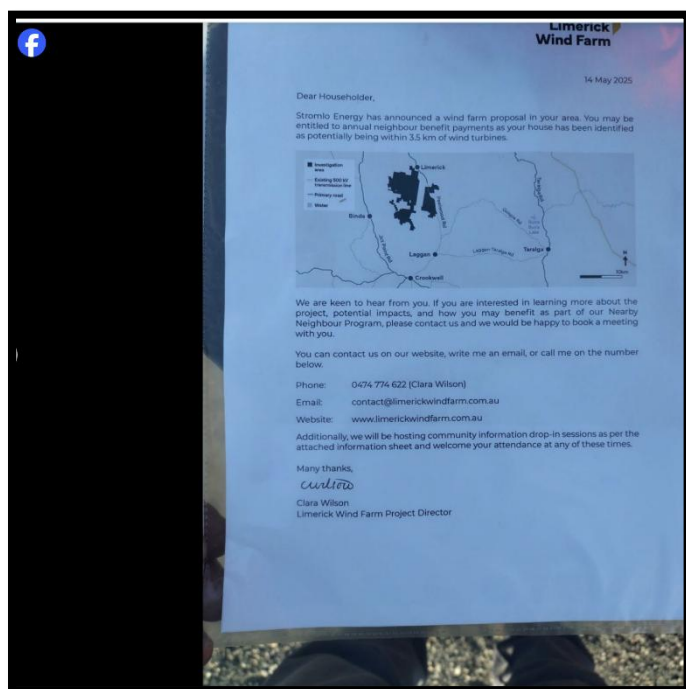 Limerick
Wind Farm
14 May 2025
Dear Householder,
Stromlo Energy has announced a wind farm proposal in your area. You may be
entitled to annual neighbour benefit payments as your house has been identified
as potentially being within 3.5 km of wind turbines.
Investigation
area
Existing 500 kV
transmission line
Primary road
Water
Limerick
Binda
Laggan
Laggan Taralga Rd
Taralga
Crookwell
N
10km
We are keen to hear from you. If you are interested in learning more about the
project, potential impacts, and how you may benefit as part of our Nearby
Neighbour Program, please contact us and we would be happy to book a meeting
with you.
You can contact us on our website, write me an email, or call me on the number
below.
Phone: 0474 774 622 (Clara Wilson)
Email: contact@limerickwindfarm.com.au
Website: www.limerickwindfarm.com.au
Additionally, we will be hosting community information drop-in sessions as per the
attached information sheet and welcome your attendance at any of these times.
Many thanks,
Clara Wilson
Limerick Wind Farm Project Director